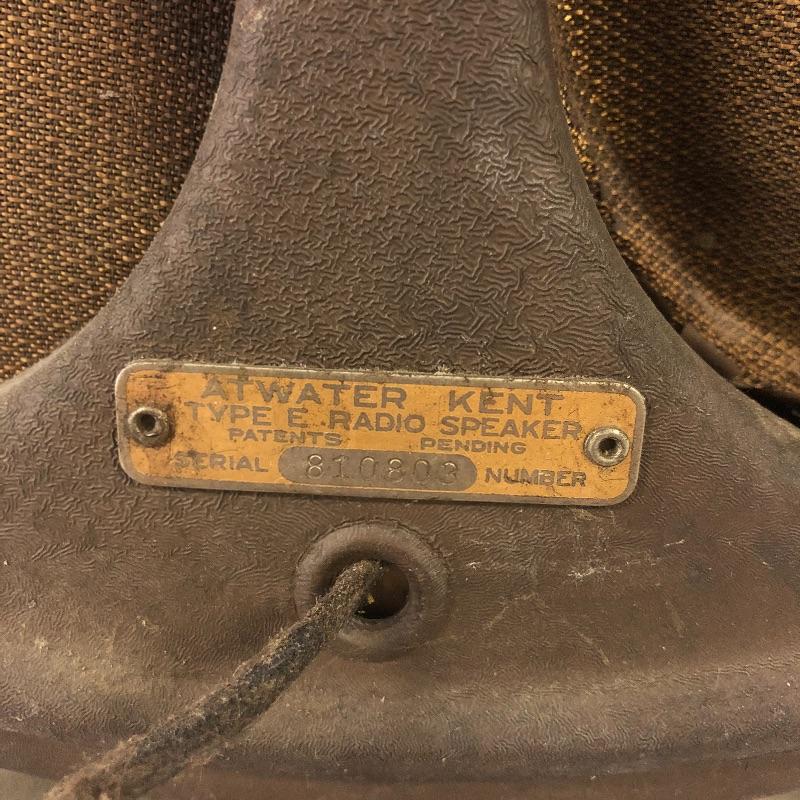 ATWATER KENT
TYPE E RADIO SPEAKER
PATENTS PENDING
SERIAL 810803 NUMBER